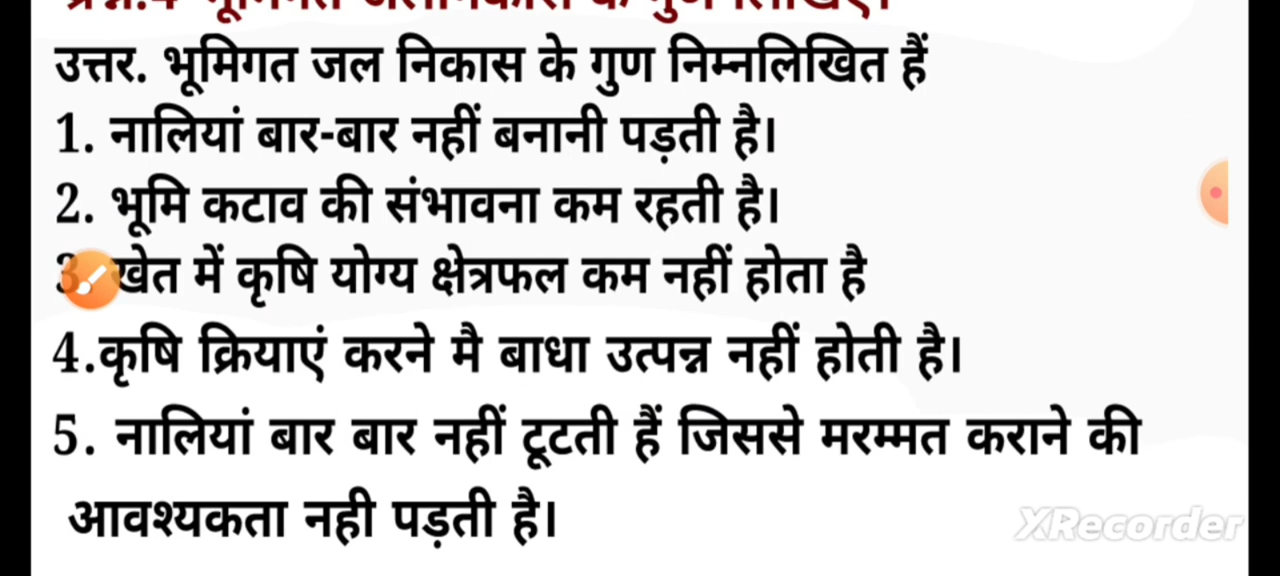 उत्तर. भूमिगत जल निकास के गुण निम्नलिखित हैं
1. नालियां बार-बार नहीं बनानी पड़ती है।
2. भूमि कटाव की संभावना कम रहती है।
3. खेत में कृषि योग्य क्षेत्रफल कम नहीं होता है
4.कृषि क्रियाएं करने मै बाधा उत्पन्न नहीं होती है।
5. नालियां बार बार नहीं टूटती हैं जिससे मरम्मत कराने की
आवश्यकता नही पड़ती है।
XRecorder